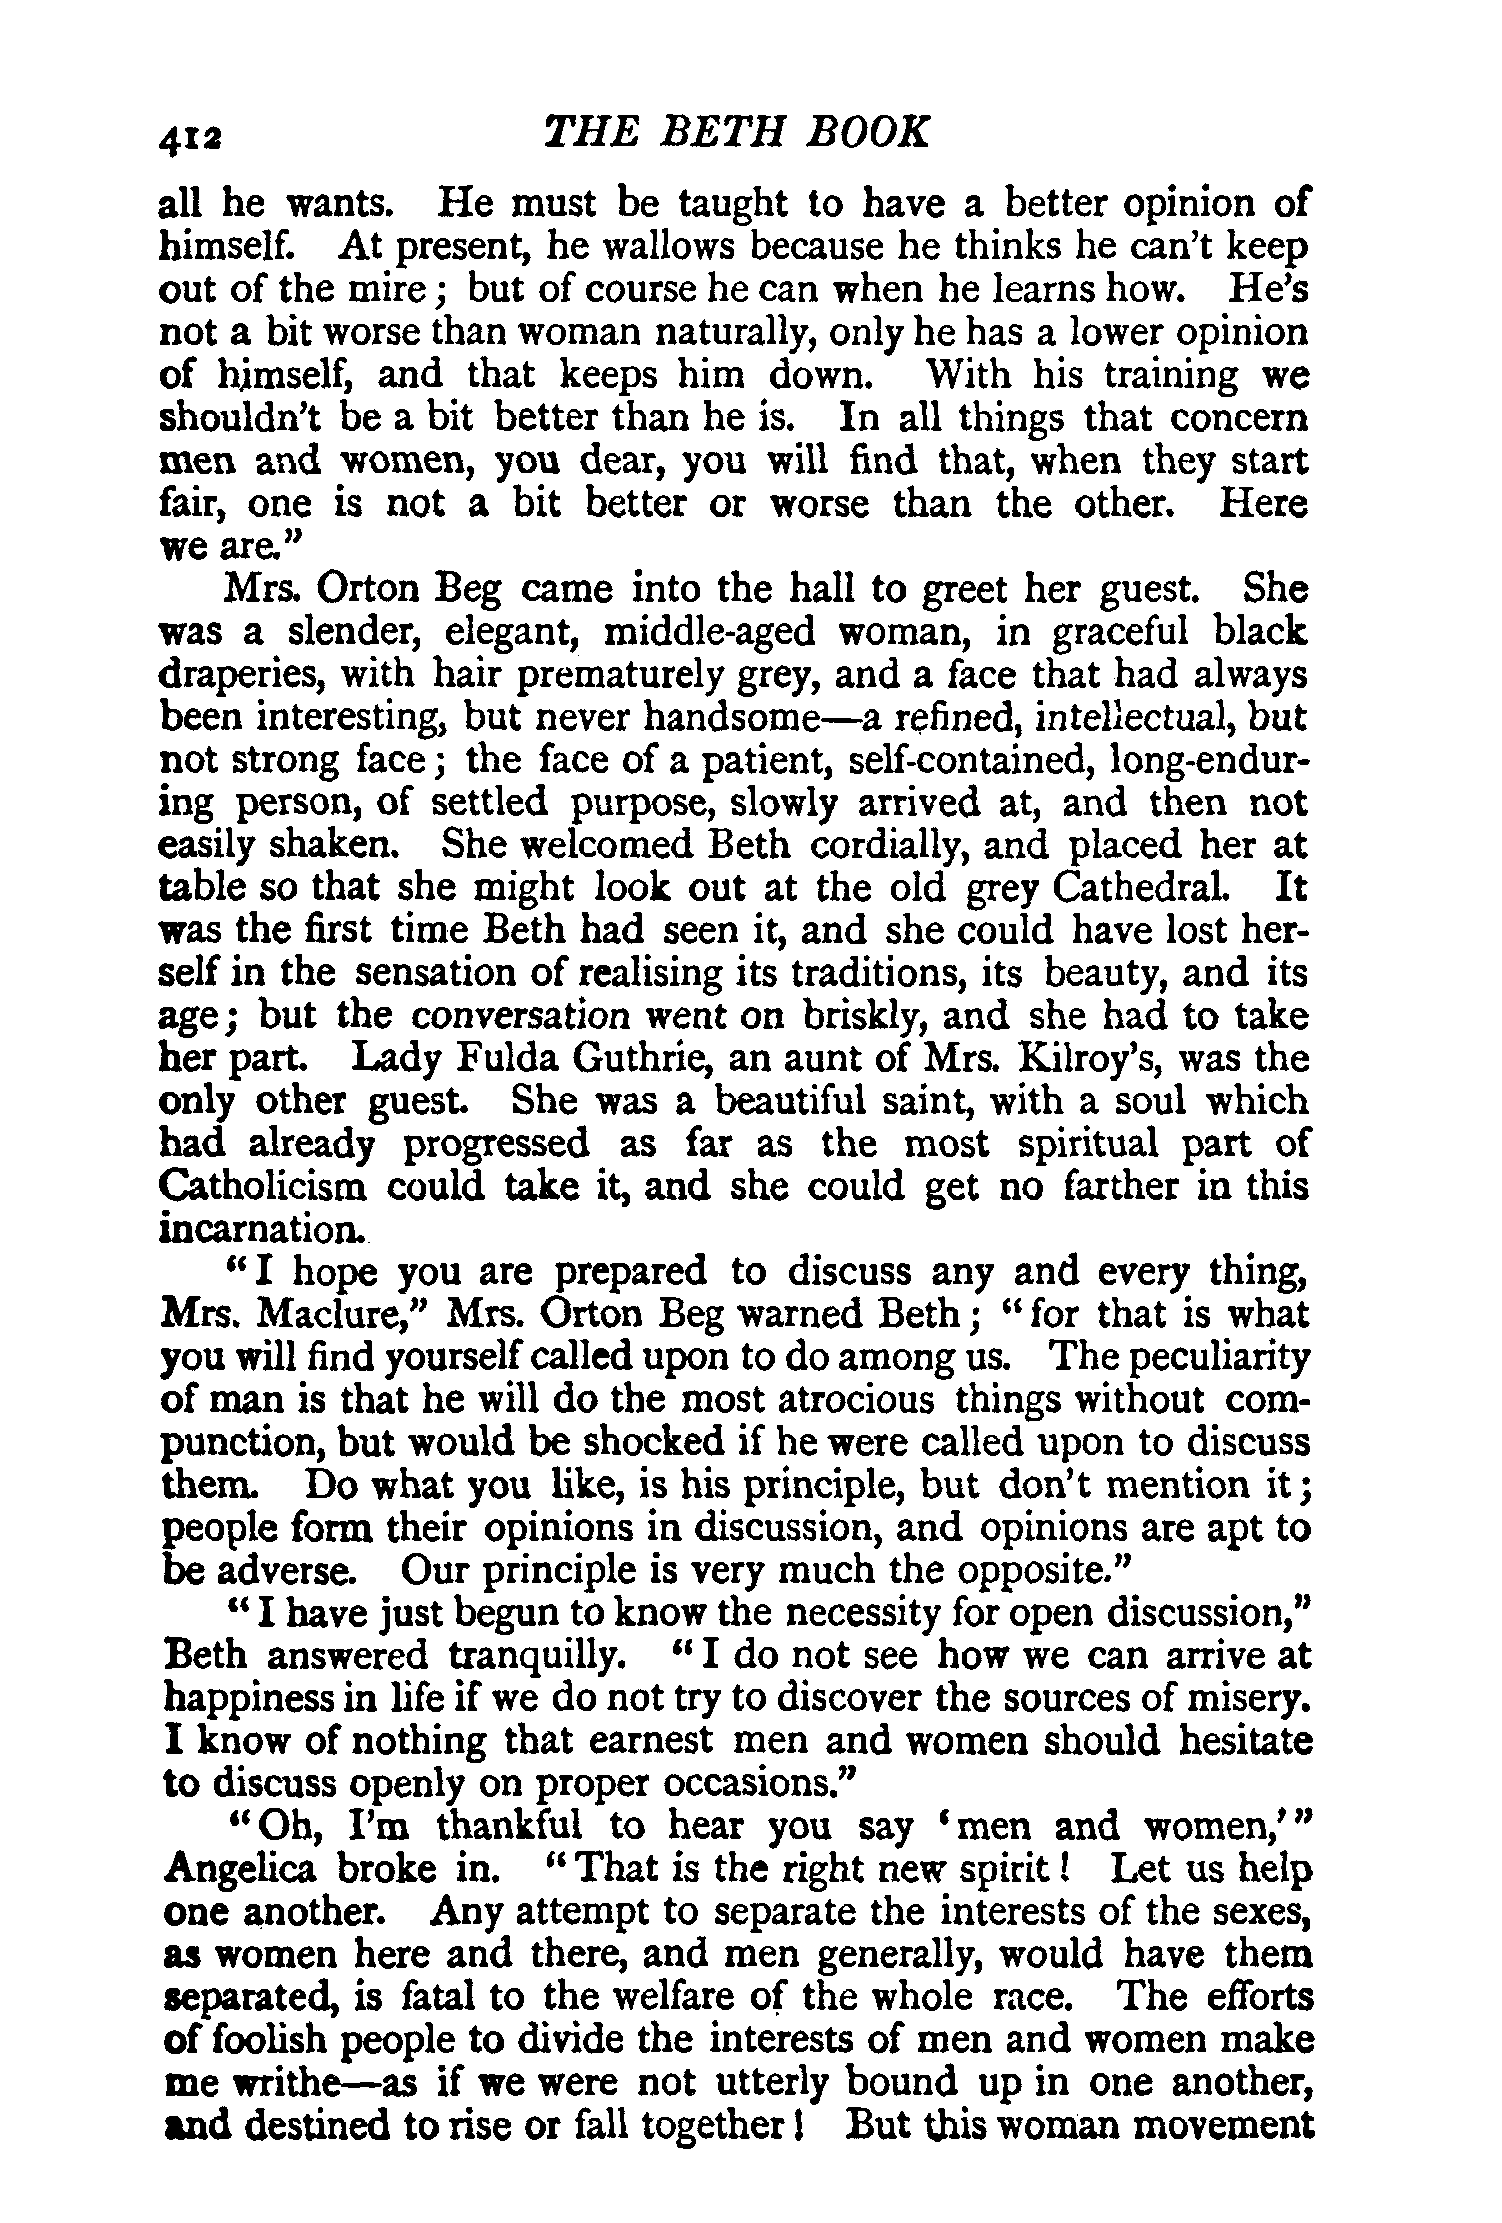 412 THE BETH BOOK
all he wants. He must be taught to have a better opinion of
himself. At present, he wallows because he thinks he can't keep
out of the mire; but of course he can when he learns how. He's
not a bit worse than woman naturally, only he has a lower opinion
of himself, and that keeps him down. With his training we
shouldn't be a bit better than he is. In all things that concern
men and women, you dear, you will find that, when they start
fair, one is not a bit better or worse than the other. Here
we are."
Mrs. Orton Beg came into the hall to greet her guest. She
was a slender, elegant, middle-aged woman, in graceful black
draperies, with hair prematurely grey, and a face that had always
been interesting, but never handsome—a refined, intellectual, but
not strong face; the face of a patient, self-contained, long-endur-
ing person, of settled purpose, slowly arrived at, and then not
easily shaken. She welcomed Beth cordially, and placed her at
table so that she might look out at the old grey Cathedral. It
was the first time Beth had seen it, and she could have lost her-
self in the sensation of realising its traditions, its beauty, and its
age; but the conversation went on briskly, and she had to take
her part. Lady Fulda Guthrie, an aunt of Mrs. Kilroy's, was the
only other guest. She was a beautiful saint, with a soul which
had already progressed as far as the most spiritual part of
Catholicism could take it, and she could get no farther in this
incarnation.
"I hope you are prepared to discuss any and every thing,
Mrs. Maclure," Mrs. Orton Beg warned Beth; "for that is what
you will find yourself called upon to do among us. The peculiarity
of man is that he will do the most atrocious things without com-
punction, but would be shocked if he were called upon to discuss
them. Do what you like, is his principle, but don't mention it;
people form their opinions in discussion, and opinions are apt to
be adverse. Our principle is very much the opposite."
"I have just begun to know the necessity for open discussion,"
Beth answered tranquilly. "I do not see how we can arrive at
happiness in life if we do not try to discover the sources of misery.
I know of nothing that earnest men and women should hesitate
to discuss openly on proper occasions."
"Oh, I'm thankful to hear you say 'men and women,'"
Angelica broke in. "That is the right new spirit! Let us help
one another. Any attempt to separate the interests of the sexes,
as women here and there, and men generally, would have them
separated, is fatal to the welfare of the whole race. The efforts
of foolish people to divide the interests of men and women make
me writhe—as if we were not utterly bound up in one another,
and destined to rise or fall together! But this woman movement